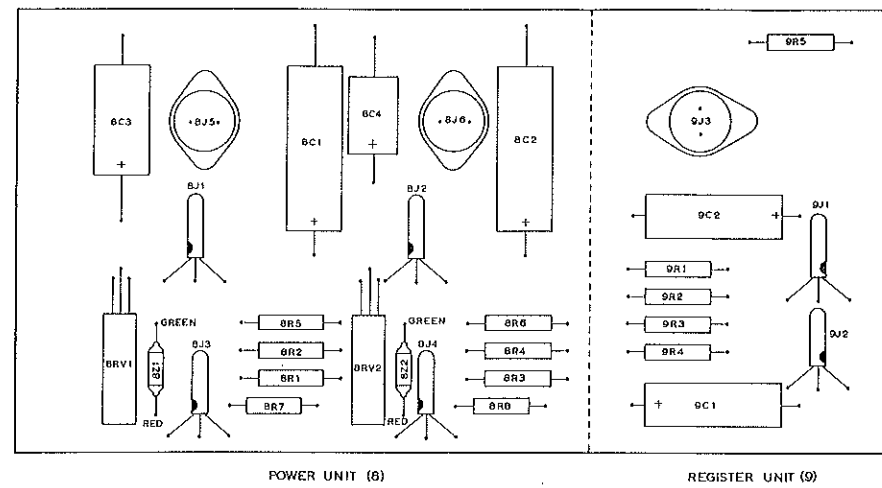 9R5
8C3
8J5
8C1
8C4
8J6
8C2
9J3
8J1
8J2
9J1
9C2
+
+
+
+
+
9R1
9R2
9R3
9R4
GREEN
GREEN
8R5
8R6
8J3
8J4
9J2
8RV1
8Z1
8R2
8RV2
8Z2
8R4
8R1
8R3
8R7
8R8
+
9C1
RED
RED
POWER UNIT (8)
REGISTER UNIT (9)